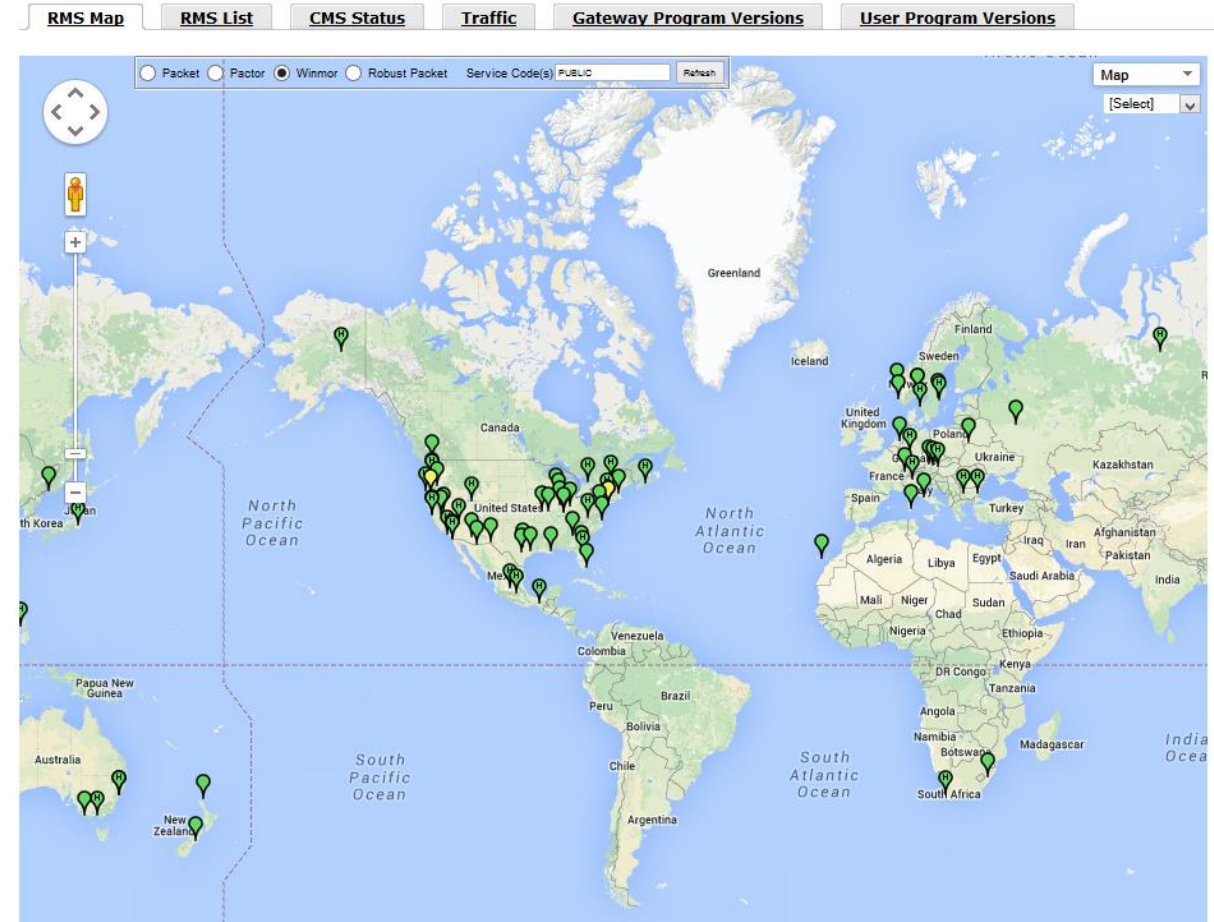 RMS Map RMS List CMS Status Traffic Gateway Program Versions User Program Versions
Packet Pactor Winmor Robust Packet Service Code(s) PUBLIC Refresh
Map
[Select]
Greenland
Iceland
Finland
Sweden
United
Kingdom
Poland
Canada
Ukraine
Kazakhstan
France
Spain
Turkey
United States
North
Pacific
Ocean
North
Atlantic
Ocean
th Korea
Iraq
Iran
Afghanistan
Pakistan
Algeria
Libya
Egypt
Saudi Arabia
India
Mali
Niger
Chad
Sudan
Nigeria
Ethiopia
Venezuela
Colombia
DR Congo
Kenya
Tanzania
Papua New
Guinea
Peru
Brazil
Angola
Bolivia
Namibia
Botswana
Madagascar
Australia
South
Pacific
Ocean
Chile
South
Atlantic
Ocean
India
Ocea
South Africa
New
Zealand
Argentina
H